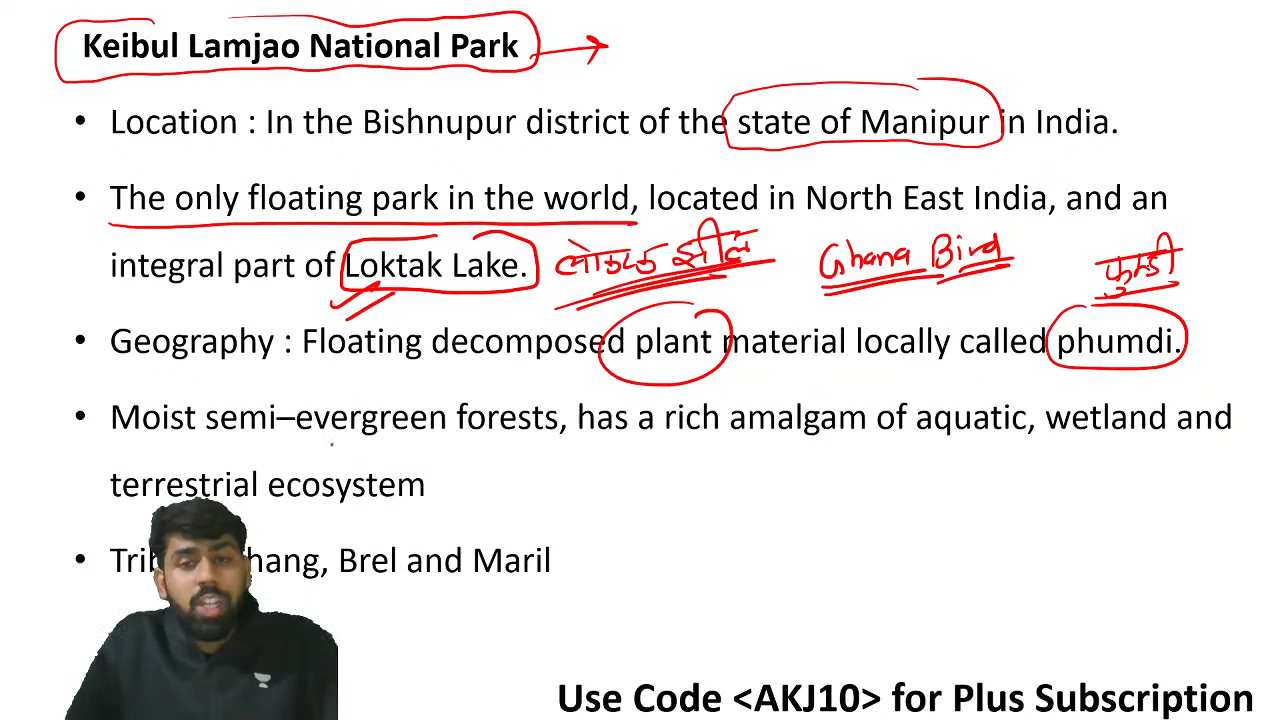 Keibul Lamjao National Park
• Location : In the Bishnupur district of the state of Manipur in India.
• The only floating park in the world, located in North East India, and an
integral part of Loktak Lake. लोकटक झील Ghana Bird
फुमडी
• Geography : Floating decomposed plant material locally called phumdi.
• Moist semi–evergreen forests, has a rich amalgam of aquatic, wetland and
terrestrial ecosystem
• Brel and Maril
Use Code <AKJ10> for Plus Subscription